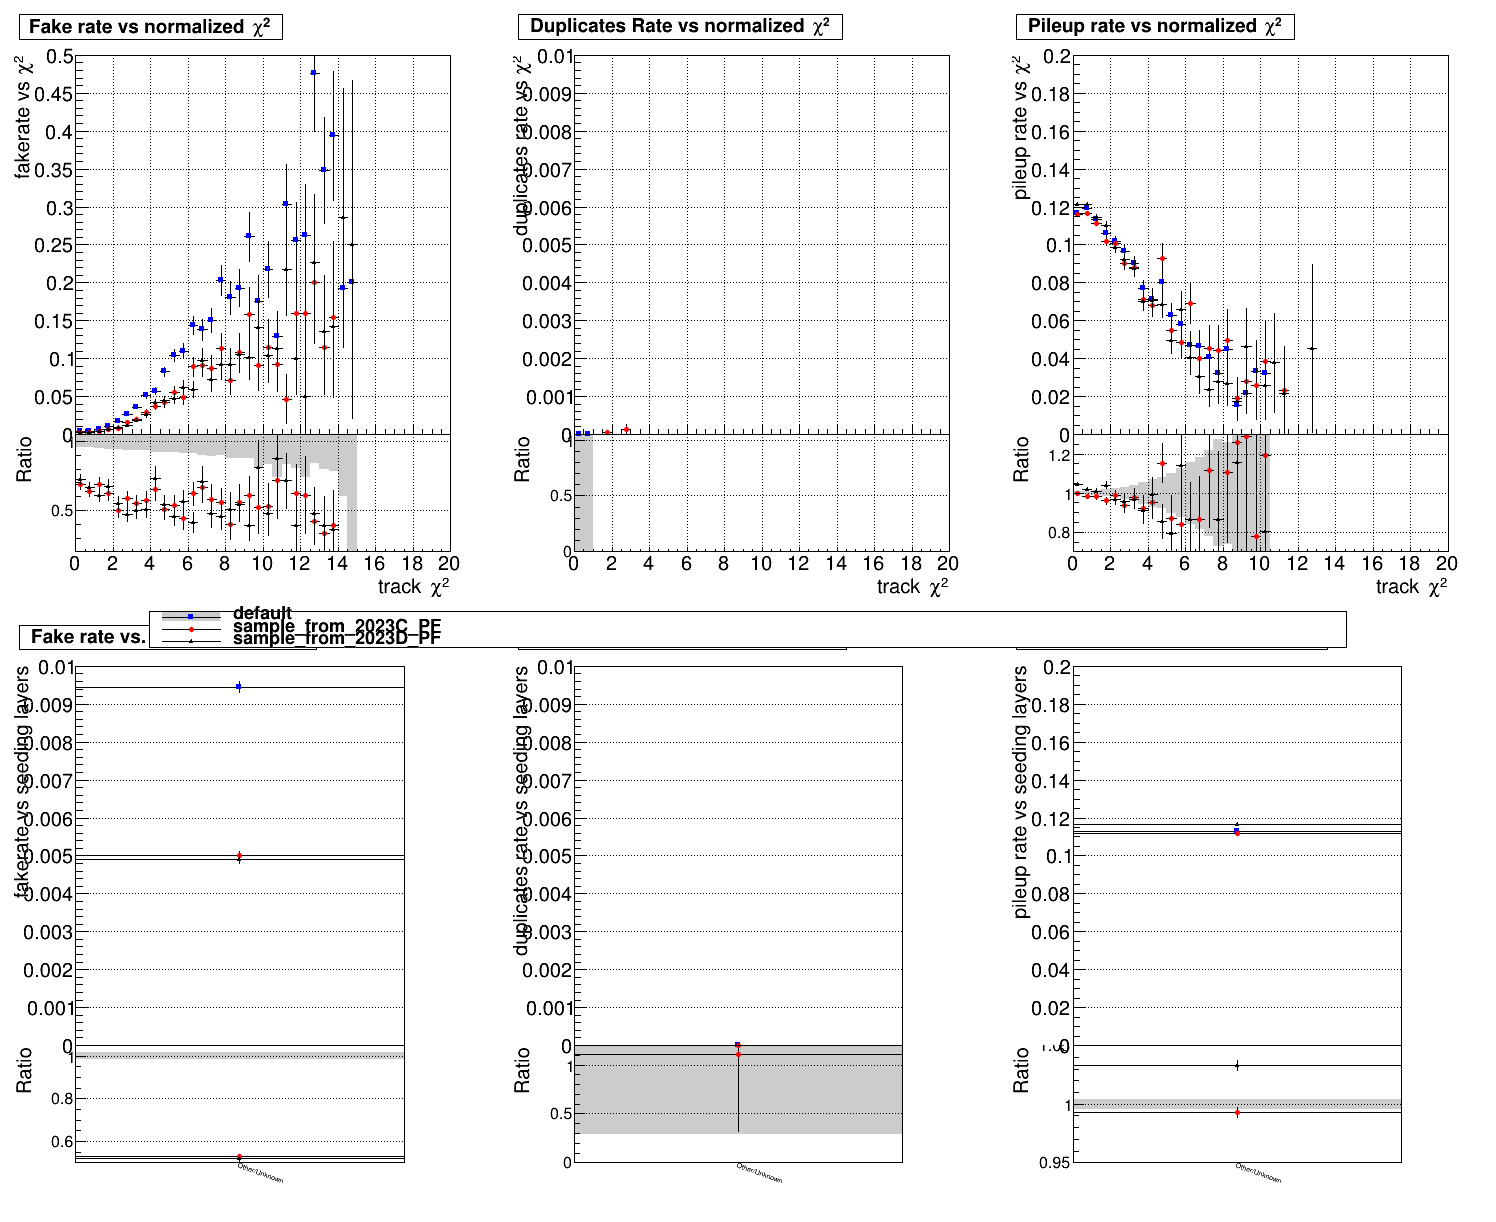 Fake rate vs normalized χ²
Duplicates Rate vs normalized χ²
Pileup rate vs normalized χ²
fakerate vs χ²
0.5
0.45
0.4
0.35
0.3
0.25
0.2
0.15
0.1
0.05
0
Ratio
0.5
0 2 4 6 8 10 12 14 16 18 20
track χ²
duplicates rate vs χ²
0.01
0.009
0.008
0.007
0.006
0.005
0.004
0.003
0.002
0.001
0
Ratio
1
0.5
0
0 2 4 6 8 10 12 14 16 18 20
track χ²
pileup rate vs χ²
0.2
0.18
0.16
0.14
0.12
0.1
0.08
0.06
0.04
0.02
0
Ratio
1.2
1
0.8
0 2 4 6 8 10 12 14 16 18 20
track χ²
default
sample_from_2023C_PF
sample_from_2023D_PF
Fake rate vs.
fakerate vs seeding layers
0.01
0.009
0.008
0.007
0.006
0.005
0.004
0.003
0.002
0.001
0
Ratio
1
0.8
0.6
Other/Unknown
duplicates rate vs seeding layers
0.01
0.009
0.008
0.007
0.006
0.005
0.004
0.003
0.002
0.001
0
Ratio
1
0.5
0
Other/Unknown
pileup rate vs seeding layers
0.2
0.18
0.16
0.14
0.12
0.1
0.08
0.06
0.04
0.02
0
Ratio
1
0.95
Other/Unknown